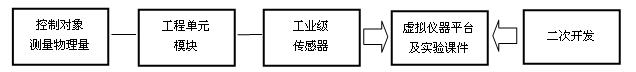 控制对象
测量物理量
工程单元
模块
工业级
传感器
虚拟仪器平台
及实验课件
二次开发